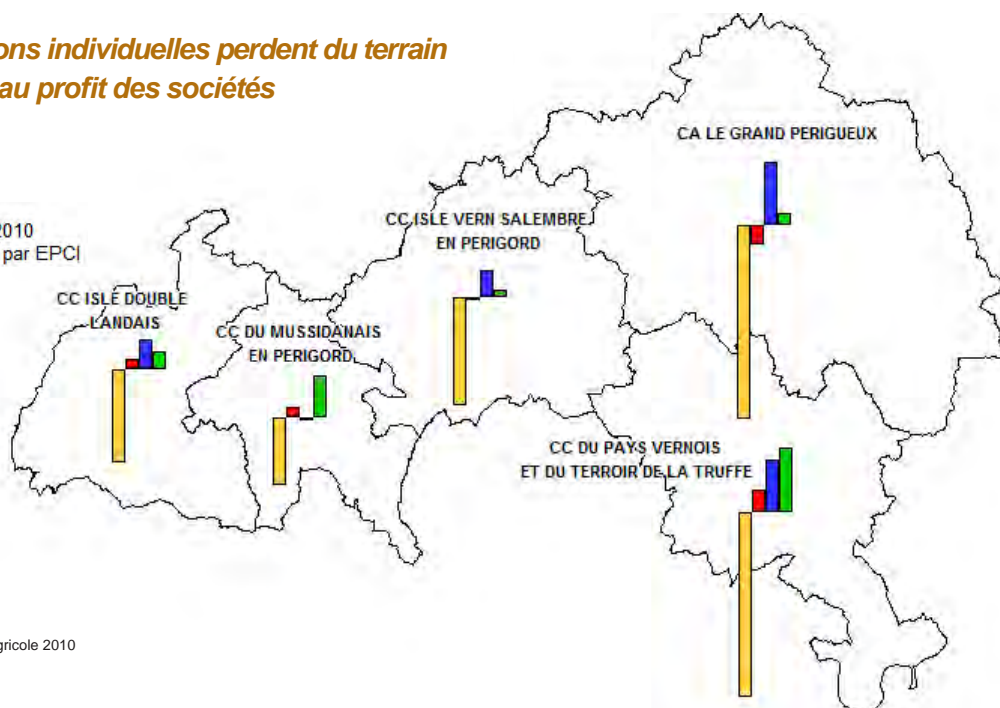 ons individuelles perdent du terrain
au profit des sociétés
CA LE GRAND PERIGUEUX
CC ISLE VERN SALEMBRE
EN PERIGORD
2010
par EPCI
CC ISLE DOUBLE
LANDAIS
CC DU MUSSIDANAIS
EN PERIGORD
CC DU PAYS VERNOIS
ET DU TERROIR DE LA TRUFFE
gricole 2010